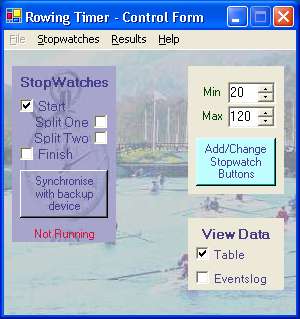 Rowing Timer - Control Form
File Stopwatches Results Help
StopWatches
Start
Split One
Split Two
Finish
Synchronise
with backup
device
Not Running
Min 20
Max 120
Add/Change
Stopwatch
Buttons
View Data
Table
Eventslog